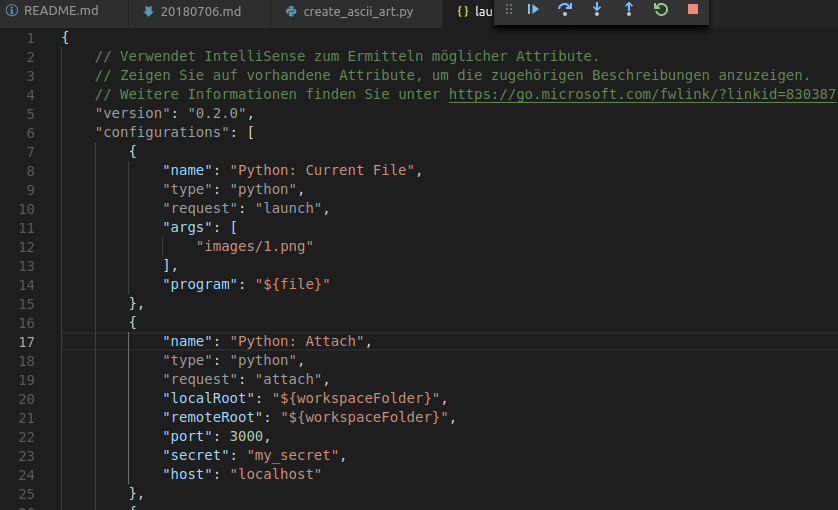 README.md 20180706.md create_ascii_art.py {} lau
1 {
2 // Verwendet IntelliSense zum Ermitteln möglicher Attribute.
3 // Zeigen Sie auf vorhandene Attribute, um die zugehörigen Beschreibungen anzuzeigen.
4 // Weitere Informationen finden Sie unter https://go.microsoft.com/fwlink/?linkid=830387
5 "version": "0.2.0",
6 "configurations": [
7 {
8 "name": "Python: Current File",
9 "type": "python",
10 "request": "launch",
11 "args": [
12 "images/1.png"
13 ],
14 "program": "${file}"
15 },
16 {
17 "name": "Python: Attach",
18 "type": "python",
19 "request": "attach",
20 "localRoot": "${workspaceFolder}",
21 "remoteRoot": "${workspaceFolder}",
22 "port": 3000,
23 "secret": "my_secret",
24 "host": "localhost"
25 },